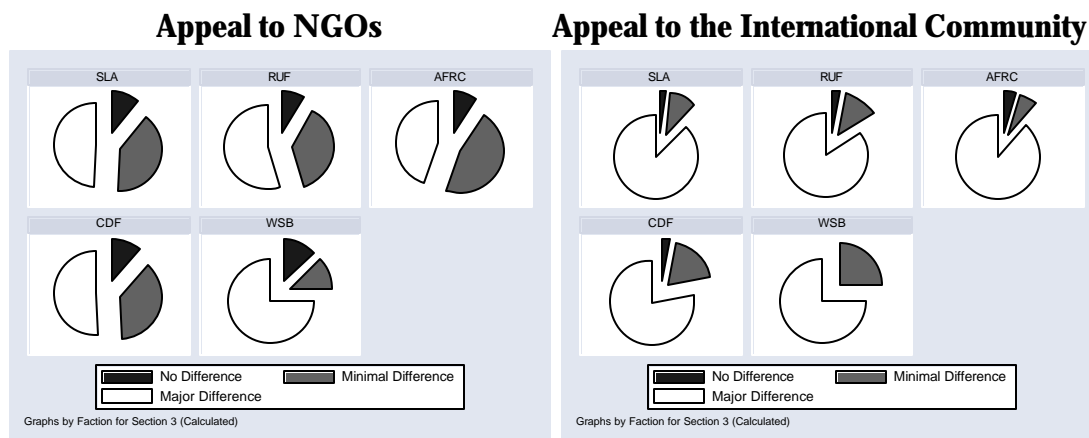 Appeal to NGOs
SLA RUF AFRC
CDF WSB
No Difference Minimal Difference
Major Difference
Graphs by Faction for Section 3 (Calculated)
Appeal to the International Community
SLA RUF AFRC
CDF WSB
No Difference Minimal Difference
Major Difference
Graphs by Faction for Section 3 (Calculated)